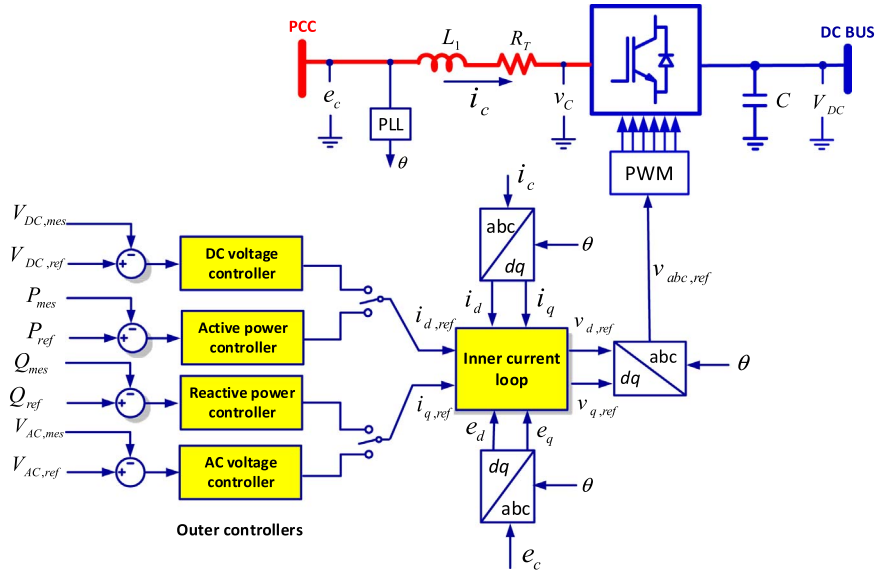 PCC
DC BUS
L1
RT
ec
ic
vC
C
VDC
PLL
θ
PWM
ic
abc
dq
θ
id
iq
vabc,ref
VDC,mes
VDC,ref
+
−
DC voltage
controller
Pmes
Pref
+
−
Active power
controller
id,ref
Qmes
Qref
+
−
Reactive power
controller
iq,ref
VAC,mes
VAC,ref
+
−
AC voltage
controller
Outer controllers
Inner current
loop
vd,ref
vq,ref
abc
dq
θ
ed
eq
dq
abc
θ
ec